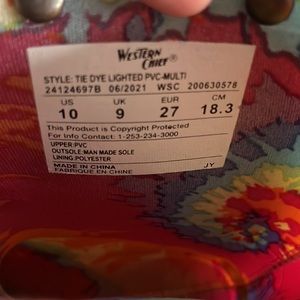 WESTERN
CHIEF
STYLE: TIE DYE LIGHTED PVC-MULTI
24124697B 06/2021 WSC 200630578
US UK EUR CM
10 9 27 18.3
This Product is Copyright Protected
For Info Contact: 1-253-234-3000
UPPER:PVC
OUTSOLE:MAN MADE SOLE
LINING:POLYESTER
MADE IN CHINA JY
FABRIQUE EN CHINE